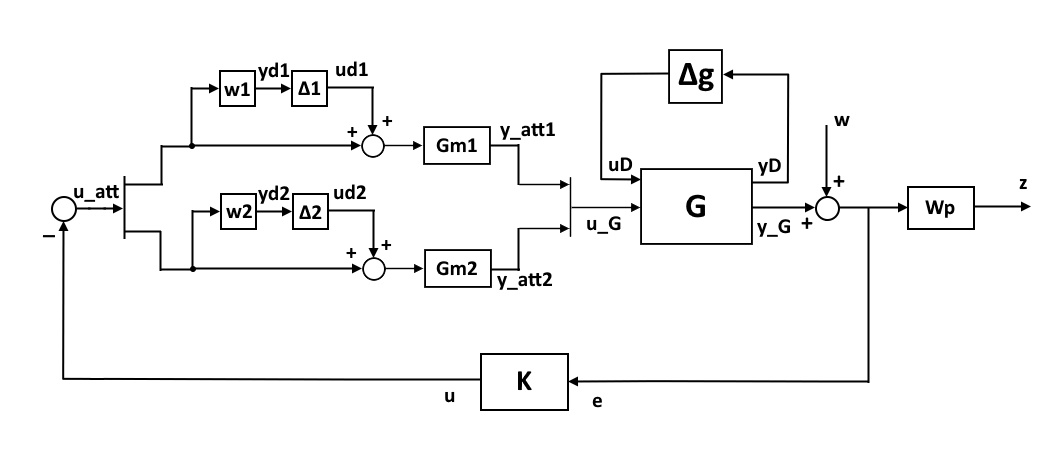 yd1
ud1
w1
Δ1
+
+
Gm1
y_att1
Δg
w
uD
yD
+
G
u_att
yd2
ud2
w2
Δ2
+
+
Gm2
y_att2
u_G
y_G
+
Wp
z
–
K
u
e